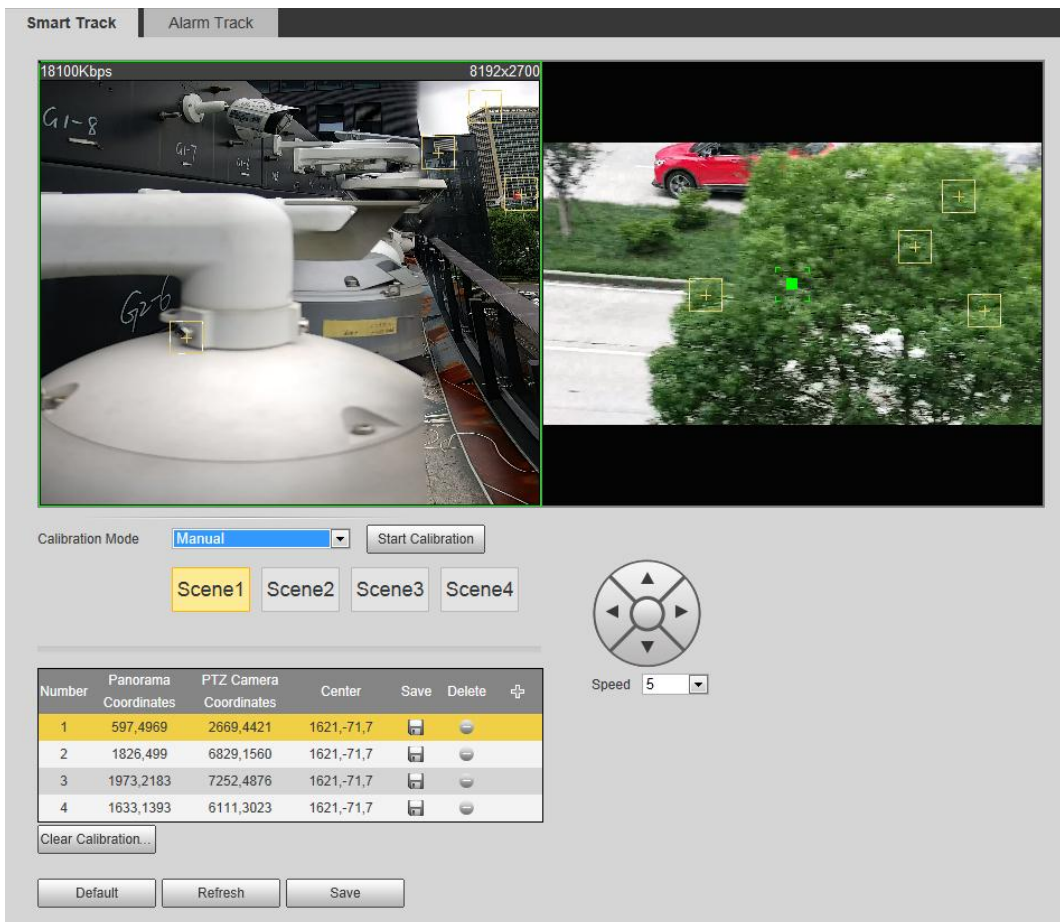 Smart Track
Alarm Track
18100Kbps
8192x2700
G1-8
G1-7
G2-6
Calibration Mode
Manual
Start Calibration
Scene1
Scene2
Scene3
Scene4
Speed
5
Number Panorama Coordinates PTZ Camera Coordinates Center Save Delete
1 597,4969 2669,4421 1621,-71,7
2 1826,499 6829,1560 1621,-71,7
3 1973,2183 7252,4876 1621,-71,7
4 1633,1393 6111,3023 1621,-71,7
Clear Calibration...
Default
Refresh
Save